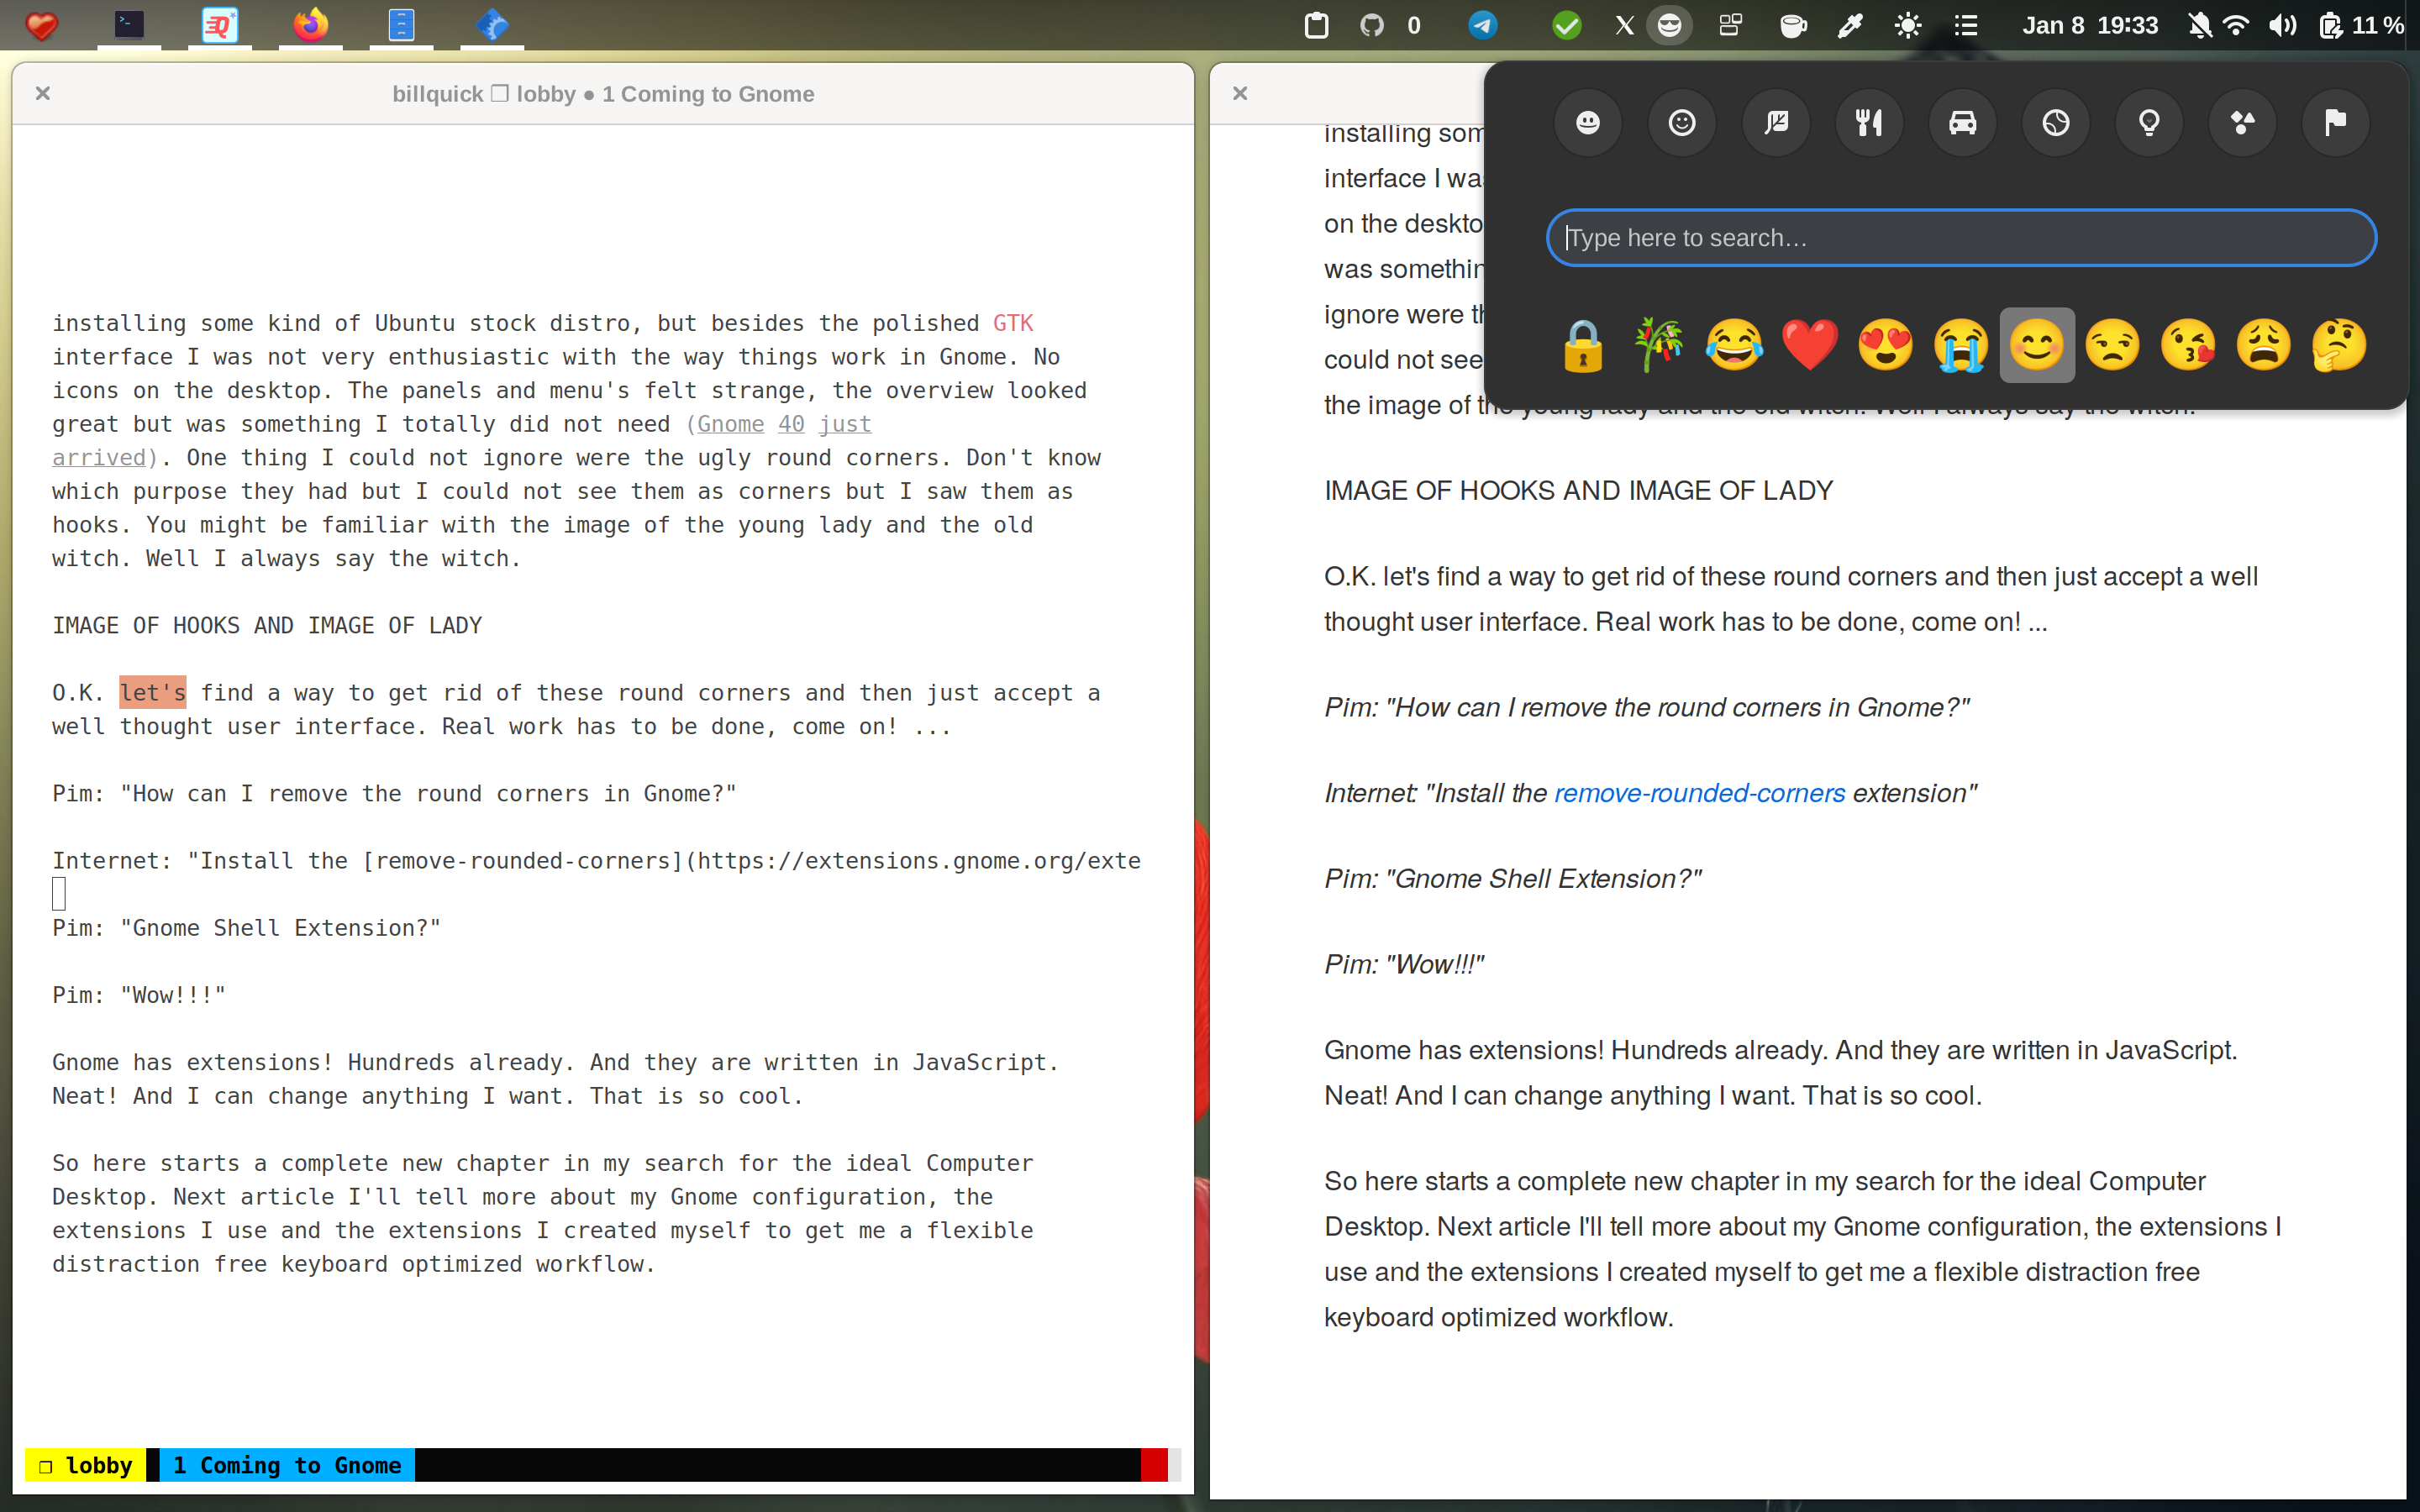 0
X
Jan 8 19:33
11 %
billquick ❐ lobby ● 1 Coming to Gnome
installing some kind of Ubuntu stock distro, but besides the polished GTK
interface I was not very enthusiastic with the way things work in Gnome. No
icons on the desktop. The panels and menu's felt strange, the overview looked
great but was something I totally did not need (Gnome 40 just
arrived). One thing I could not ignore were the ugly round corners. Don't know
which purpose they had but I could not see them as corners but I saw them as
hooks. You might be familiar with the image of the young lady and the old
witch. Well I always say the witch.
IMAGE OF HOOKS AND IMAGE OF LADY
O.K. let's find a way to get rid of these round corners and then just accept a
well thought user interface. Real work has to be done, come on! ...
Pim: "How can I remove the round corners in Gnome?"
Internet: "Install the [remove-rounded-corners](https://extensions.gnome.org/exte
Pim: "Gnome Shell Extension?"
Pim: "Wow!!!"
Gnome has extensions! Hundreds already. And they are written in JavaScript.
Neat! And I can change anything I want. That is so cool.
So here starts a complete new chapter in my search for the ideal Computer
Desktop. Next article I'll tell more about my Gnome configuration, the
extensions I use and the extensions I created myself to get me a flexible
distraction free keyboard optimized workflow.
❐ lobby 1 Coming to Gnome
Type here to search...
installing som
interface I wa
on the deskto
was somethin
ignore were th
could not see
the image of the young lady and the old witch. Well I always say the witch.
IMAGE OF HOOKS AND IMAGE OF LADY
O.K. let's find a way to get rid of these round corners and then just accept a well
thought user interface. Real work has to be done, come on! ...
Pim: "How can I remove the round corners in Gnome?"
Internet: "Install the remove-rounded-corners extension"
Pim: "Gnome Shell Extension?"
Pim: "Wow!!!"
Gnome has extensions! Hundreds already. And they are written in JavaScript.
Neat! And I can change anything I want. That is so cool.
So here starts a complete new chapter in my search for the ideal Computer
Desktop. Next article I'll tell more about my Gnome configuration, the extensions I
use and the extensions I created myself to get me a flexible distraction free
keyboard optimized workflow.